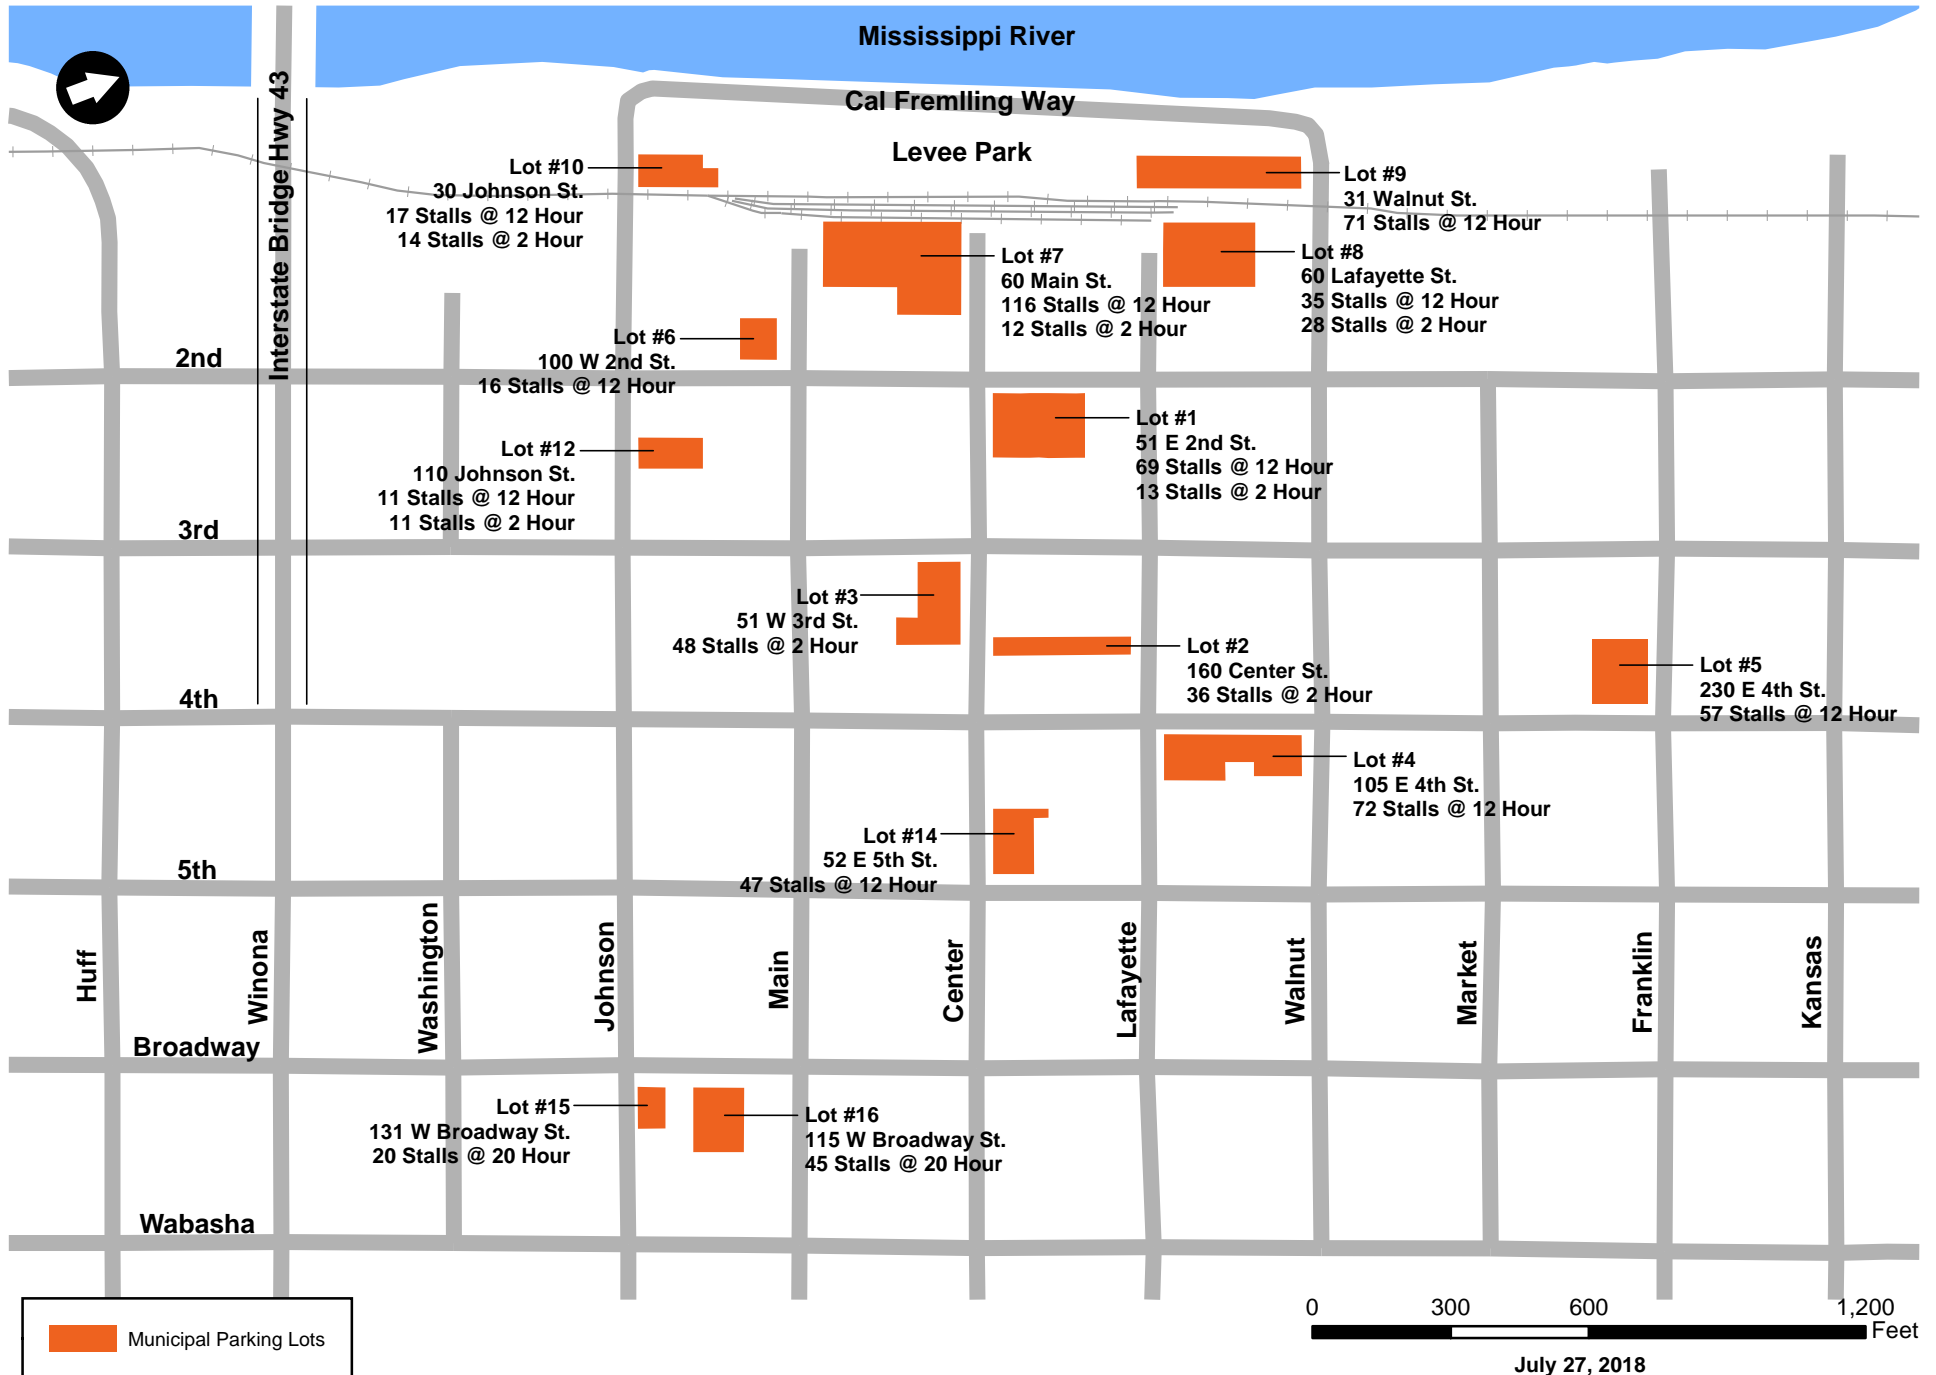 Mississippi River
Cal Fremlling Way
Levee Park
Interstate Bridge Hwy 43
Lot #10
30 Johnson St.
17 Stalls @ 12 Hour
14 Stalls @ 2 Hour
Lot #9
31 Walnut St.
71 Stalls @ 12 Hour
Lot #7
60 Main St.
116 Stalls @ 12 Hour
12 Stalls @ 2 Hour
Lot #8
60 Lafayette St.
35 Stalls @ 12 Hour
28 Stalls @ 2 Hour
Lot #6
100 W 2nd St.
16 Stalls @ 12 Hour
2nd
Lot #1
51 E 2nd St.
69 Stalls @ 12 Hour
13 Stalls @ 2 Hour
Lot #12
110 Johnson St.
11 Stalls @ 12 Hour
11 Stalls @ 2 Hour
3rd
Lot #3
51 W 3rd St.
48 Stalls @ 2 Hour
Lot #2
160 Center St.
36 Stalls @ 2 Hour
Lot #5
230 E 4th St.
57 Stalls @ 12 Hour
4th
Lot #4
105 E 4th St.
72 Stalls @ 12 Hour
Lot #14
52 E 5th St.
47 Stalls @ 12 Hour
5th
Huff
Winona
Washington
Johnson
Main
Center
Lafayette
Walnut
Market
Franklin
Kansas
Broadway
Lot #15
131 W Broadway St.
20 Stalls @ 20 Hour
Lot #16
115 W Broadway St.
45 Stalls @ 20 Hour
Wabasha
Municipal Parking Lots
0 300 600 1,200
Feet
July 27, 2018